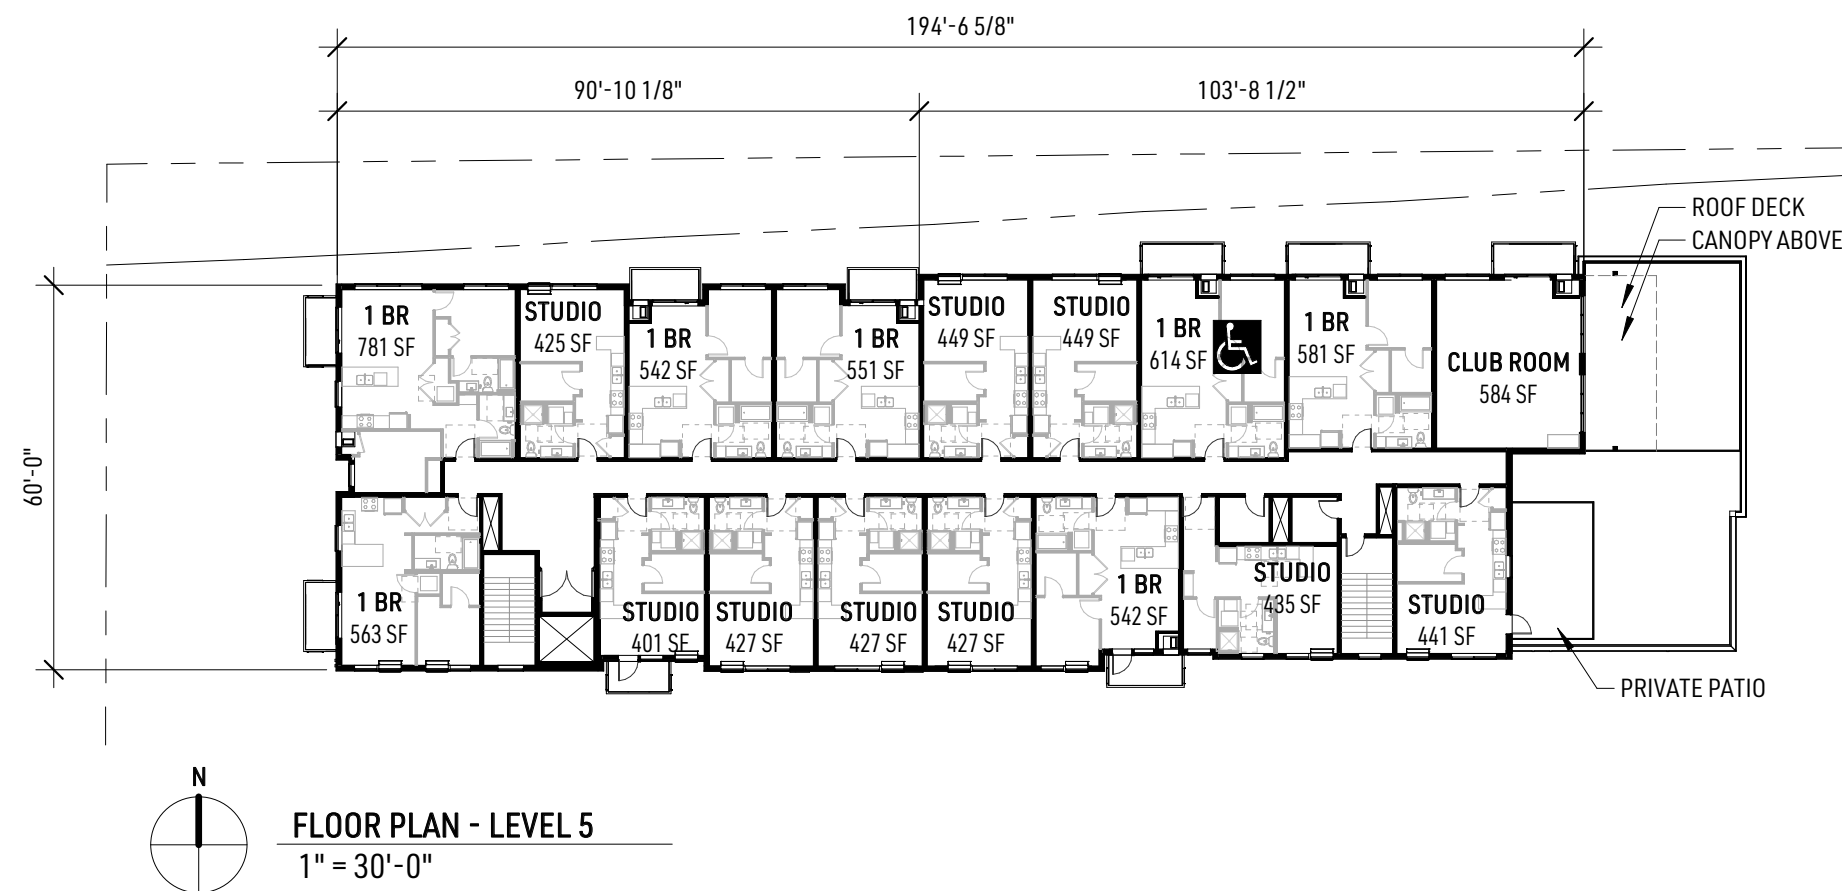 194'-6 5/8"
90'-10 1/8"
103'-8 1/2"
ROOF DECK
CANOPY ABOVE
60'-0"
1 BR
781 SF
STUDIO
425 SF
1 BR
542 SF
1 BR
551 SF
STUDIO
449 SF
STUDIO
449 SF
1 BR
614 SF
1 BR
581 SF
CLUB ROOM
584 SF
1 BR
563 SF
STUDIO
401 SF
STUDIO
427 SF
STUDIO
427 SF
STUDIO
427 SF
1 BR
542 SF
STUDIO
435 SF
STUDIO
441 SF
PRIVATE PATIO
N
FLOOR PLAN - LEVEL 5
1" = 30'-0"